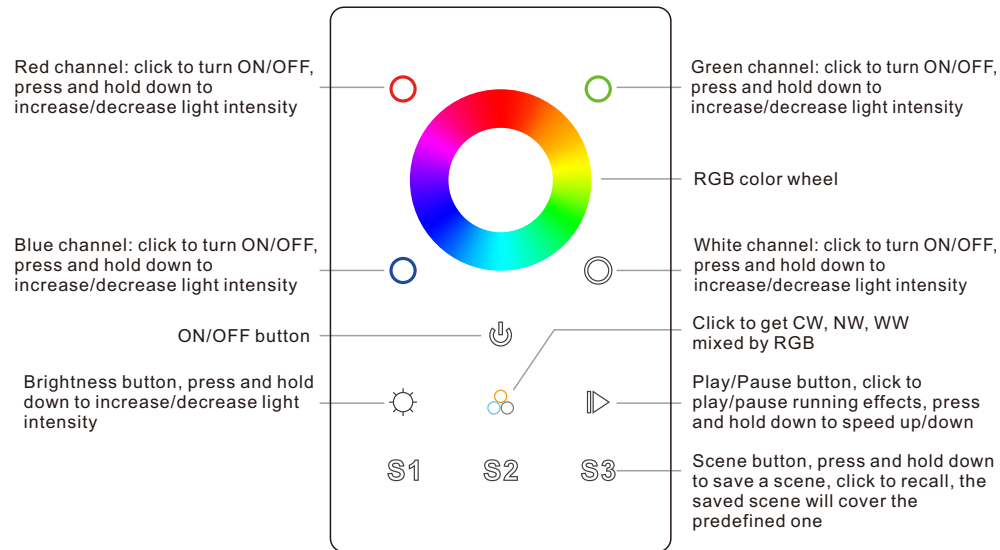 Red channel: click to turn ON/OFF,
press and hold down to
increase/decrease light intensity
Green channel: click to turn ON/OFF,
press and hold down to
increase/decrease light intensity
RGB color wheel
Blue channel: click to turn ON/OFF,
press and hold down to
increase/decrease light intensity
White channel: click to turn ON/OFF,
press and hold down to
increase/decrease light intensity
ON/OFF button
Click to get CW, NW, WW
mixed by RGB
Brightness button, press and hold
down to increase/decrease light
intensity
Play/Pause button, click to
play/pause running effects, press
and hold down to speed up/down
S1 S2 S3
Scene button, press and hold down
to save a scene, click to recall, the
saved scene will cover the
predefined one